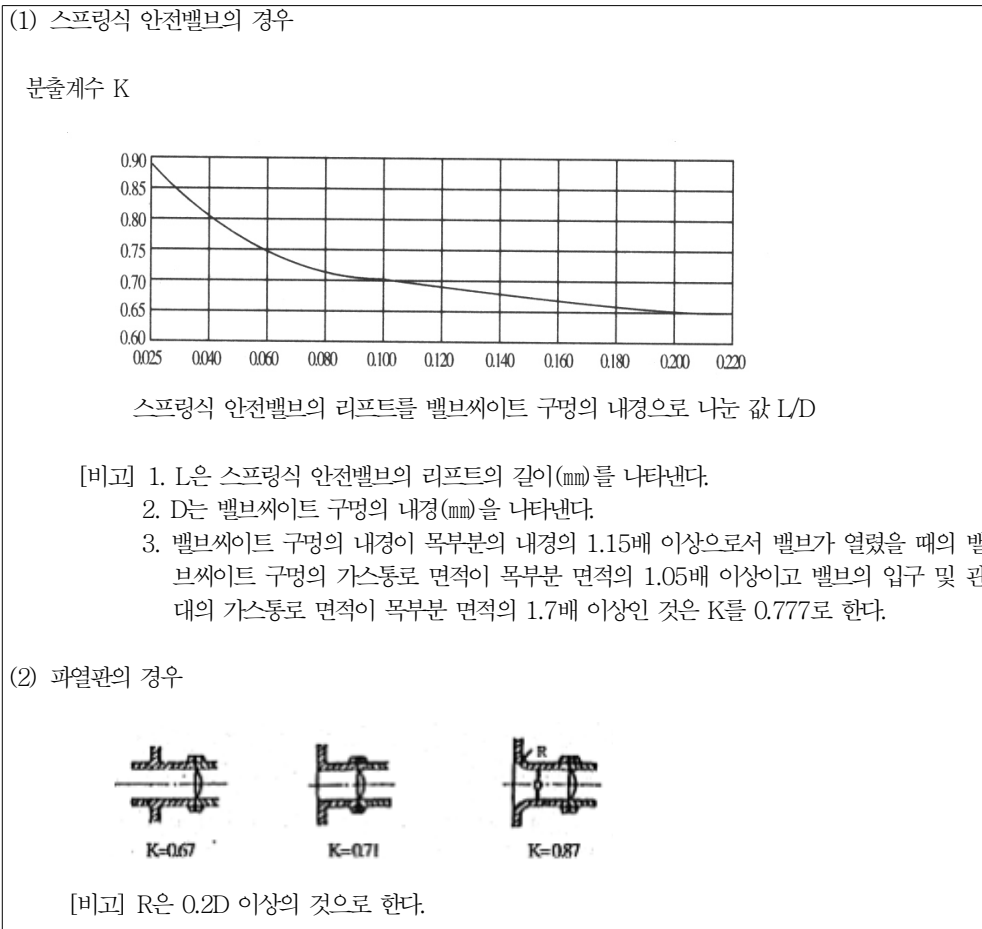 (1) 스프링식 안전밸브의 경우
분출계수 K
0.90
0.85
0.80
0.75
0.70
0.65
0.60
0.025 0.040 0.060 0.080 0.100 0.120 0.140 0.160 0.180 0.200 0.220
스프링식 안전밸브의 리프트를 밸브씨이트 구멍의 내경으로 나눈 값 L/D
[비고] 1. L은 스프링식 안전밸브의 리프트의 길이(㎜)를 나타낸다.
2. D는 밸브씨이트 구멍의 내경(㎜)을 나타낸다.
3. 밸브씨이트 구멍의 내경이 목부분의 내경의 1.15배 이상으로서 밸브가 열렸을 때의 밸
브씨이트 구멍의 가스통로 면적이 목부분 면적의 1.05배 이상이고 밸브의 입구 및 관
대의 가스통로 면적이 목부분 면적의 1.7배 이상인 것은 K를 0.777로 한다.
(2) 파열판의 경우
R
D
K=0.67 K=0.71 K=0.87
[비고] R은 0.2D 이상의 것으로 한다.